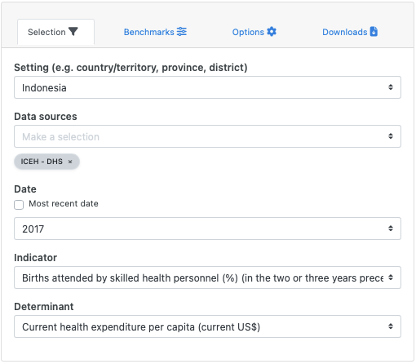 Selection
Benchmarks
Options
Downloads
Setting (e.g. country/territory, province, district)
Indonesia
Data sources
Make a selection
ICEH - DHS ×
Date
Most recent date
2017
Indicator
Births attended by skilled health personnel (%) (in the two or three years prece
Determinant
Current health expenditure per capita (current US$)